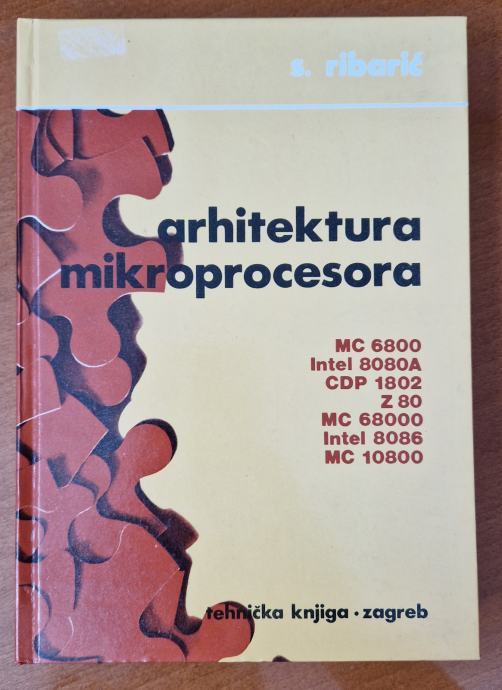 s. ribarić
arhitektura
mikroprocesora
MC 6800
Intel 8080A
CDP 1802
Z 80
MC 68000
Intel 8086
MC 10800
tehnička knjiga · zagreb